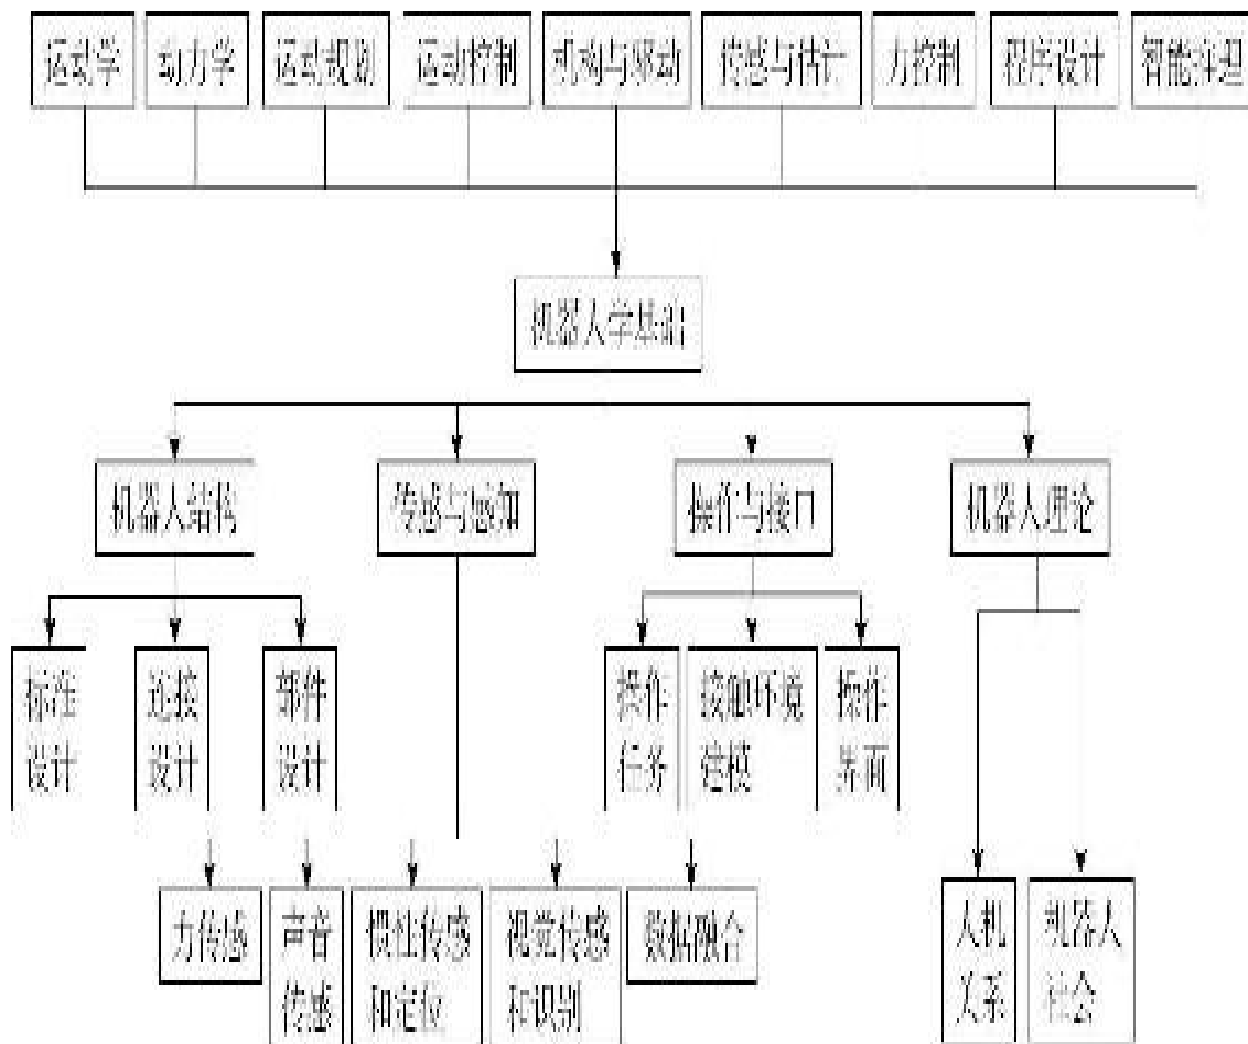 运动学
动力学
运动规划
运动控制
机构与驱动
传感与估计
力控制
程序设计
智能推理
机器人学基础
机器人结构
传感与感知
操作与接口
机器人理论
标准
设计
连接
设计
部件
设计
操作
任务
接触环境
建模
操作
界面
力传感
声音
传感
惯性传感
和定位
视觉传感
和识别
数据融合
人机
关系
机器人
社会